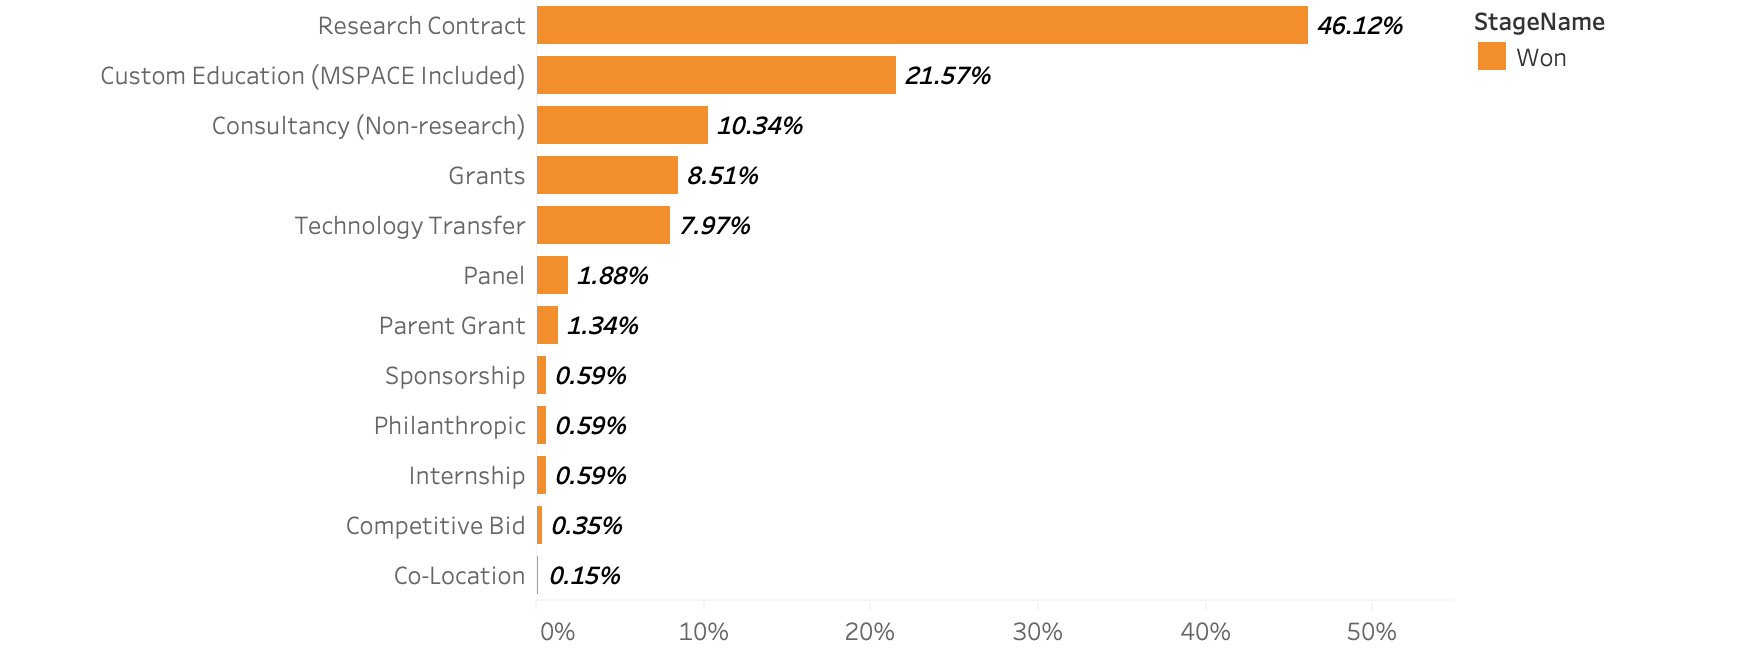 Research Contract 46.12%
Custom Education (MSPACE Included) 21.57%
Consultancy (Non-research) 10.34%
Grants 8.51%
Technology Transfer 7.97%
Panel 1.88%
Parent Grant 1.34%
Sponsorship 0.59%
Philanthropic 0.59%
Internship 0.59%
Competitive Bid 0.35%
Co-Location 0.15%
0% 10% 20% 30% 40% 50%
StageName
Won